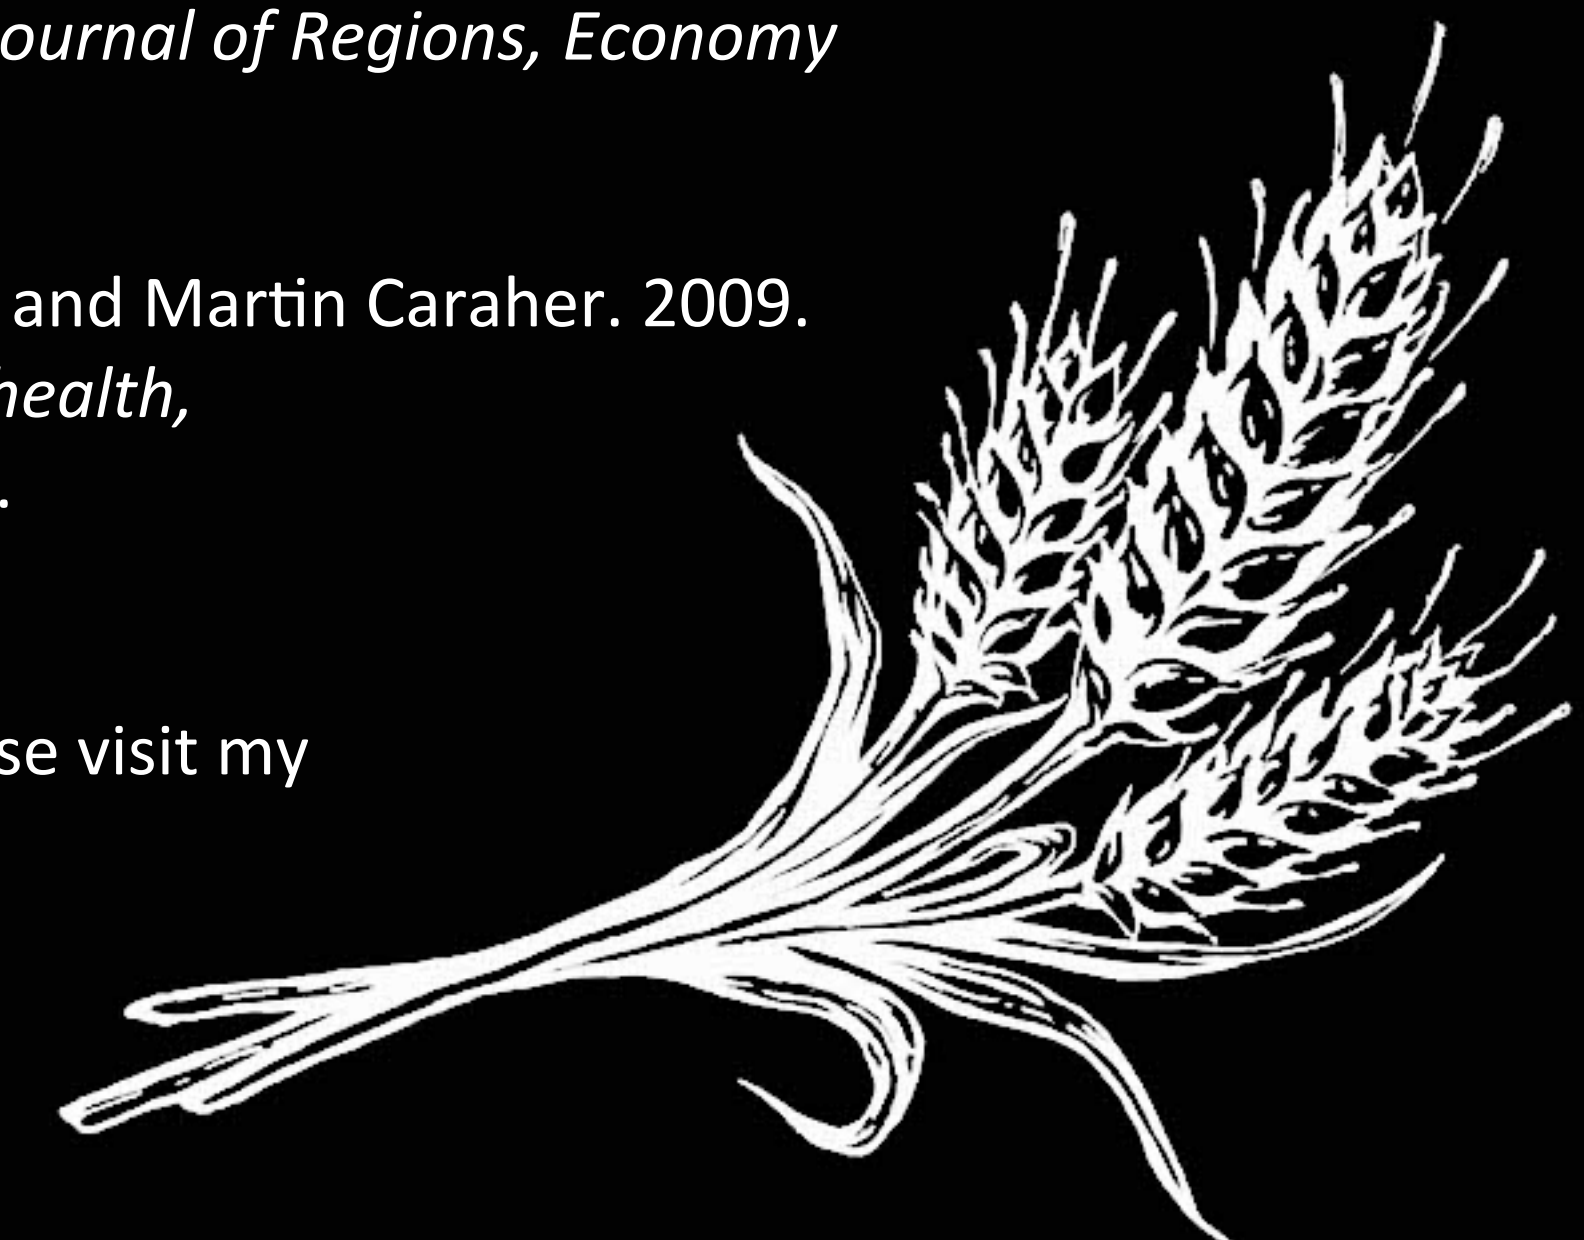 ournal of Regions, Economy
and Martin Caraher. 2009.
health,
.
se visit my